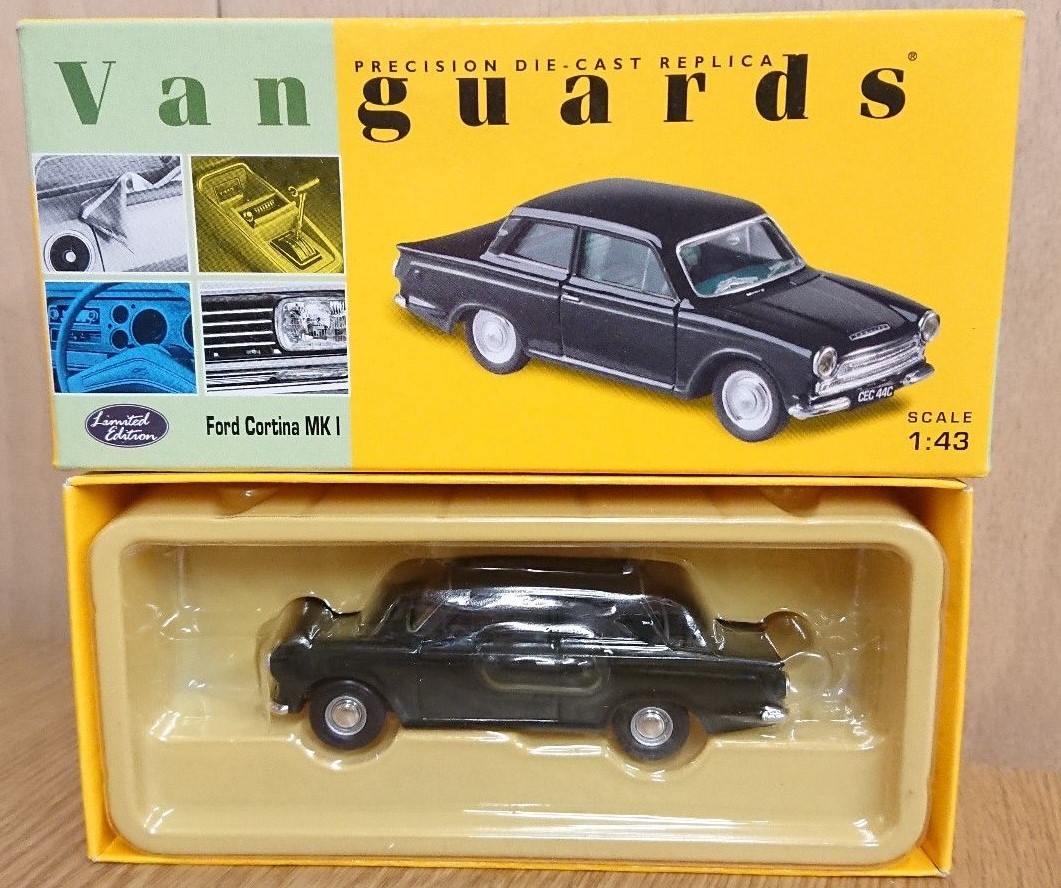 PRECISION DIE-CAST REPLICA
Vanguards®
Limited
Edition
Ford Cortina MK I
CEC 44C
SCALE
1:43